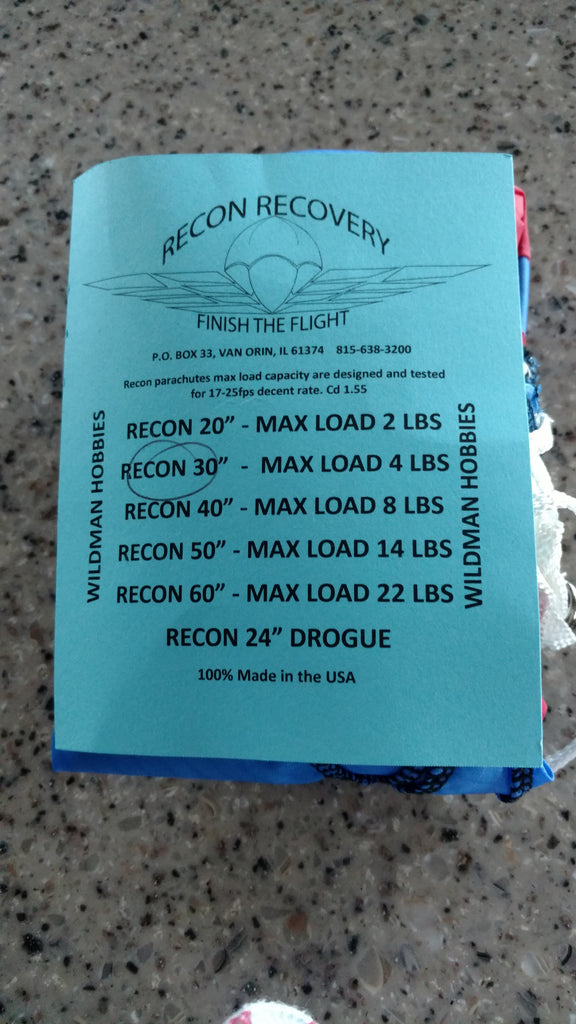 RECON RECOVERY
FINISH THE FLIGHT
P.O. BOX 33, VAN ORIN, IL 61374 815-638-3200
Recon parachutes max load capacity are designed and tested
for 17-25fps decent rate. Cd 1.55
WILDMAN HOBBIES
RECON 20” - MAX LOAD 2 LBS
RECON 30” - MAX LOAD 4 LBS
RECON 40” - MAX LOAD 8 LBS
RECON 50” - MAX LOAD 14 LBS
RECON 60” - MAX LOAD 22 LBS
WILDMAN HOBBIES
RECON 24” DROGUE
100% Made in the USA